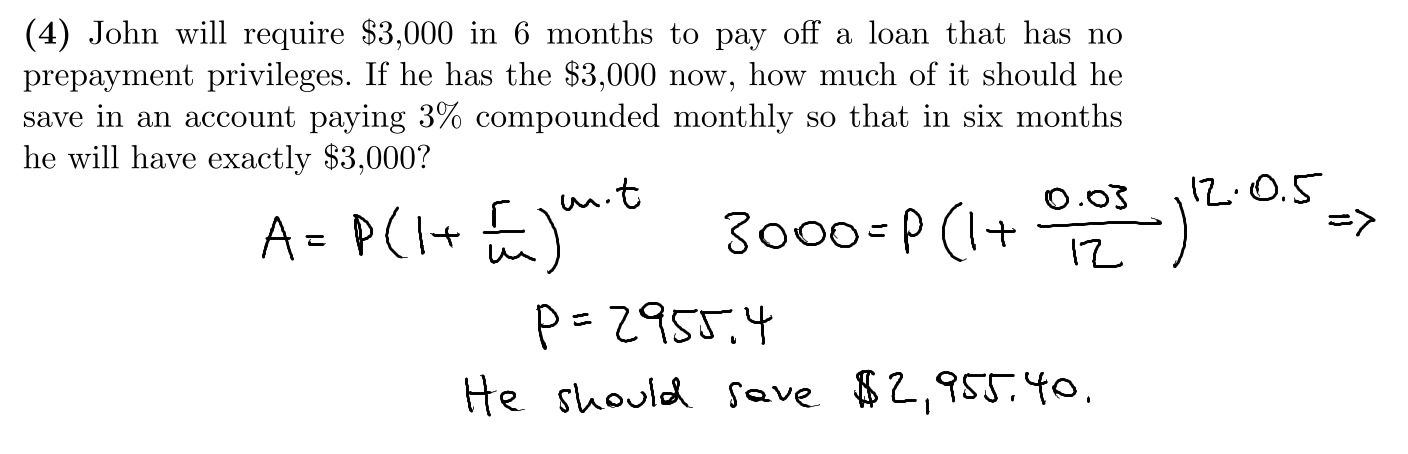 (4) John will require $3,000 in 6 months to pay off a loan that has no
prepayment privileges. If he has the $3,000 now, how much of it should he
save in an account paying 3% compounded monthly so that in six months
he will have exactly $3,000?
A = P(1+ r/m)^m·t 3000 = P(1+ 0.03/12)^12·0.5 =>
P = 2955.4
He should save $2,955.40.